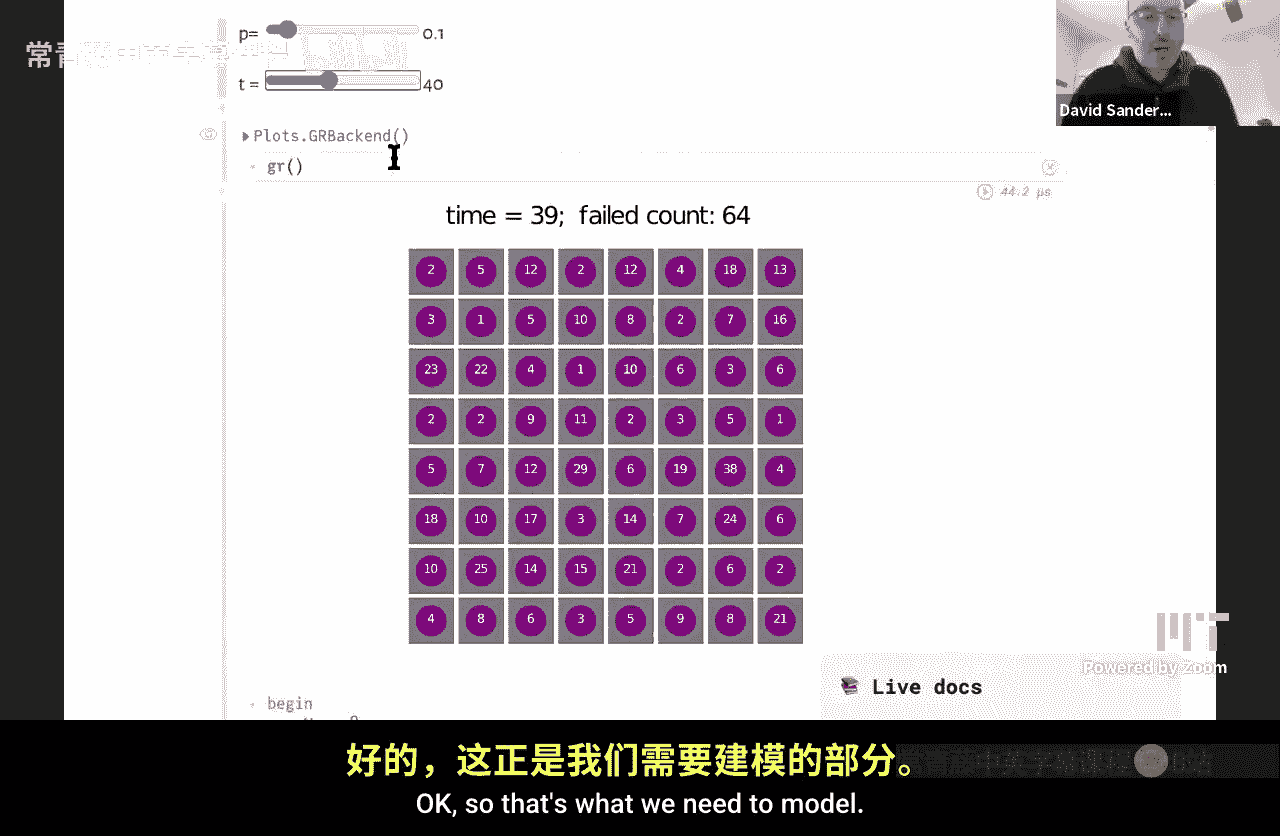 p= 0.1
t = 40
David Sander...
Plots.GRBackend()
gr()
44.2 μs
time = 39; failed count: 64
2 5 12 2 12 4 18 13
3 1 5 10 8 2 7 16
23 22 4 1 10 6 3 6
2 2 9 11 2 3 5 1
5 7 12 29 6 19 38 4
18 10 17 3 14 7 24 6
10 25 14 15 21 2 6 2
4 8 6 3 5 9 8 21
begin
MIT
Powered by Zoom
Live docs
好的，这正是我们需要建模的部分。
OK, so that's what we need to model.